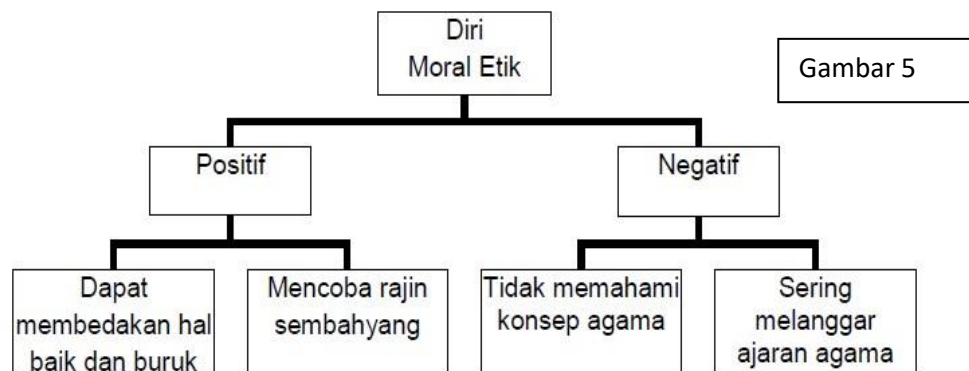 Diri
Moral Etik
Gambar 5
Positif
Negatif
Dapat
membedakan hal
baik dan buruk
Mencoba rajin
sembahyang
Tidak memahami
konsep agama
Sering
melanggar
ajaran agama